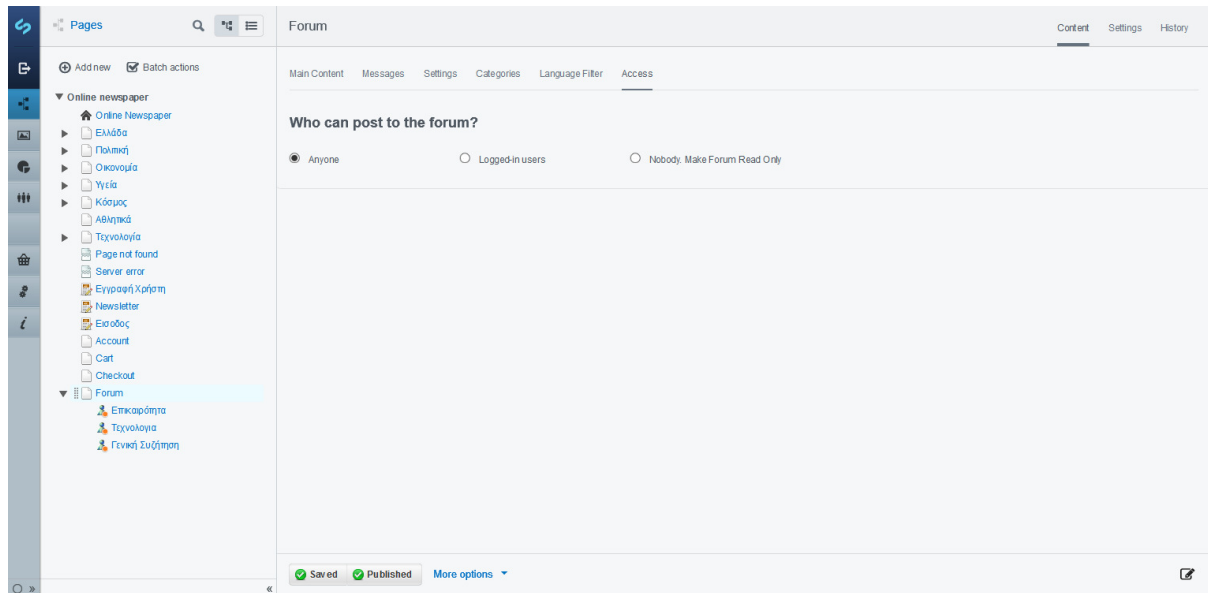 Pages
Forum
Content Settings History
Add new Batch actions
Main Content Messages Settings Categories Language Filter Access
Online newspaper
Online Newspaper
Ελλάδα
Πολιτική
Οικονομία
Υγεία
Κόσμος
Αθλητικά
Τεχνολογία
Page not found
Server error
Εγγραφή Χρήστη
Newsletter
Εισοδος
Account
Cart
Checkout
Forum
Επικαιρότητα
Τεχνολογια
Γενική Συζήτηση
Who can post to the forum?
Anyone Logged-in users Nobody. Make Forum Read Only
Saved Published More options